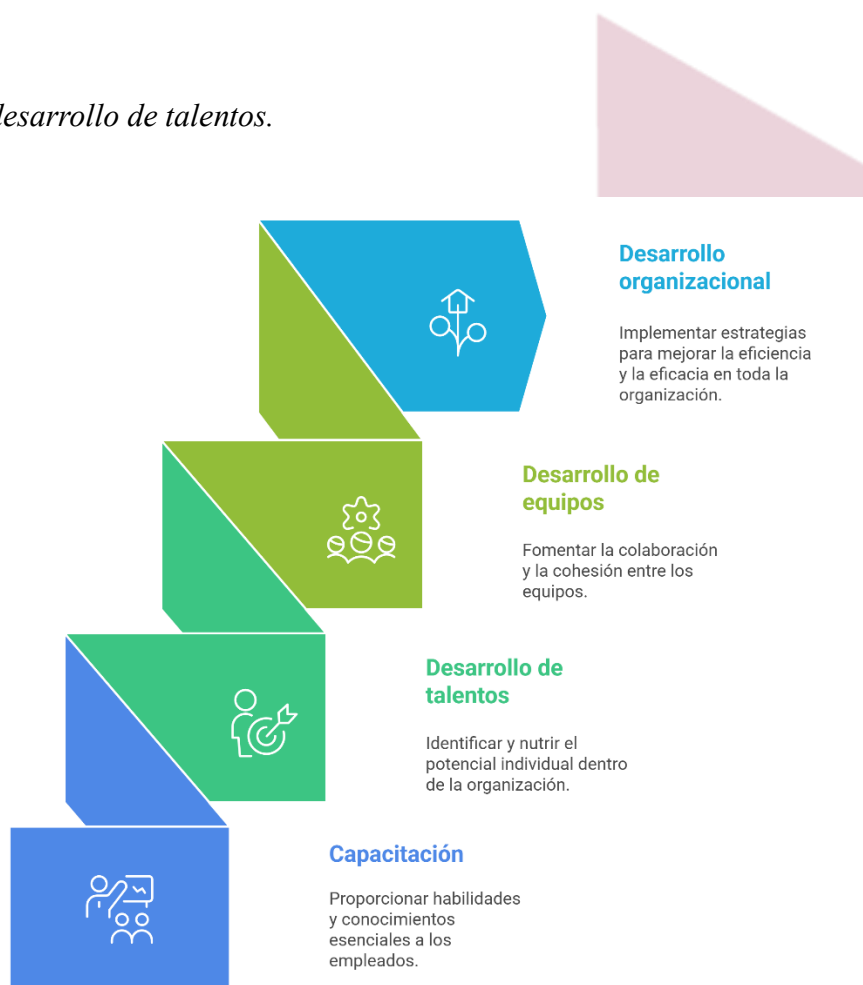 desarrollo de talentos.
Desarrollo
organizacional
Implementar estrategias
para mejorar la eficiencia
y la eficacia en toda la
organización.
Desarrollo de
equipos
Fomentar la colaboración
y la cohesión entre los
equipos.
Desarrollo de
talentos
Identificar y nutrir el
potencial individual dentro
de la organización.
Capacitación
Proporcionar habilidades
y conocimientos
esenciales a los
empleados.